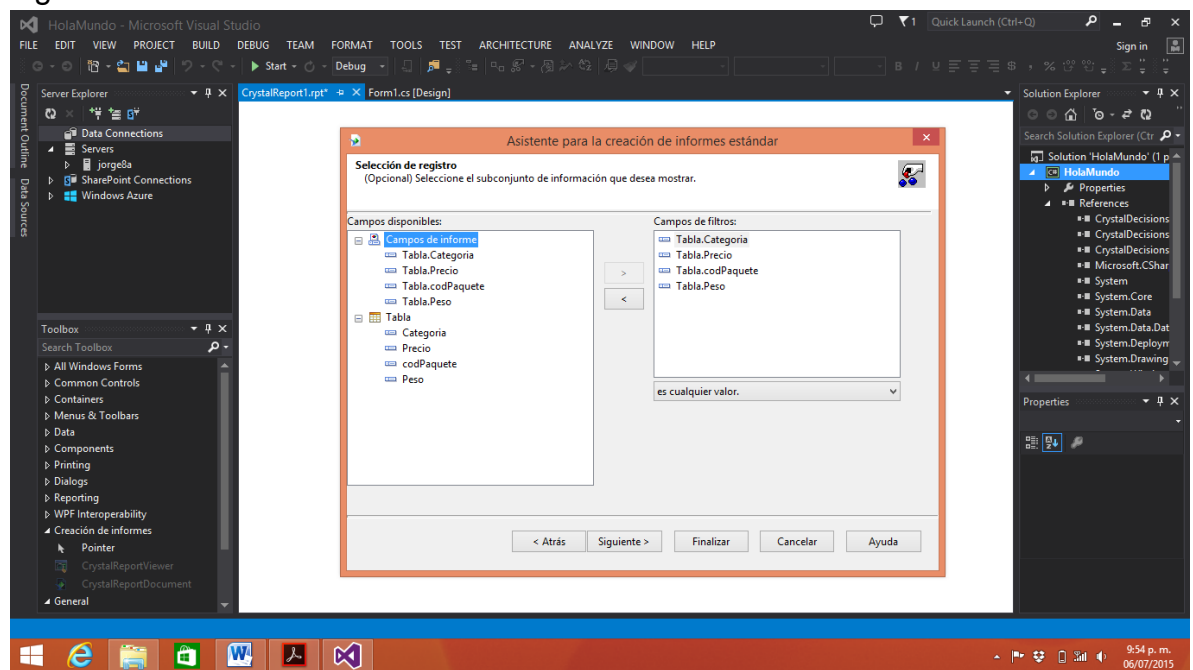 HolaMundo - Microsoft Visual Studio
1
Quick Launch (Ctrl+Q)
FILE EDIT VIEW PROJECT BUILD DEBUG TEAM FORMAT TOOLS TEST ARCHITECTURE ANALYZE WINDOW HELP
Sign in
Start
Debug
Document Outline
Data Sources
Server Explorer
Data Connections
Servers
jorge8a
SharePoint Connections
Windows Azure
Toolbox
Search Toolbox
All Windows Forms
Common Controls
Containers
Menus & Toolbars
Data
Components
Printing
Dialogs
Reporting
WPF Interoperability
Creación de informes
Pointer
CrystalReportViewer
CrystalReportDocument
General
CrystalReport1.rpt*
Form1.cs [Design]
Asistente para la creación de informes estándar
Selección de registro
(Opcional) Seleccione el subconjunto de información que desea mostrar.
Campos disponibles:
Campos de informe
Tabla.Categoria
Tabla.Precio
Tabla.codPaquete
Tabla.Peso
Tabla
Categoria
Precio
codPaquete
Peso
>
<
Campos de filtros:
Tabla.Categoria
Tabla.Precio
Tabla.codPaquete
Tabla.Peso
es cualquier valor.
< Atrás
Siguiente >
Finalizar
Cancelar
Ayuda
Solution Explorer
Search Solution Explorer (Ctr
Solution 'HolaMundo' (1 p
HolaMundo
Properties
References
CrystalDecisions
CrystalDecisions
CrystalDecisions
Microsoft.CShar
System
System.Core
System.Data
System.Data.Dat
System.Deploym
System.Drawing
Properties
9:54 p. m.
06/07/2015